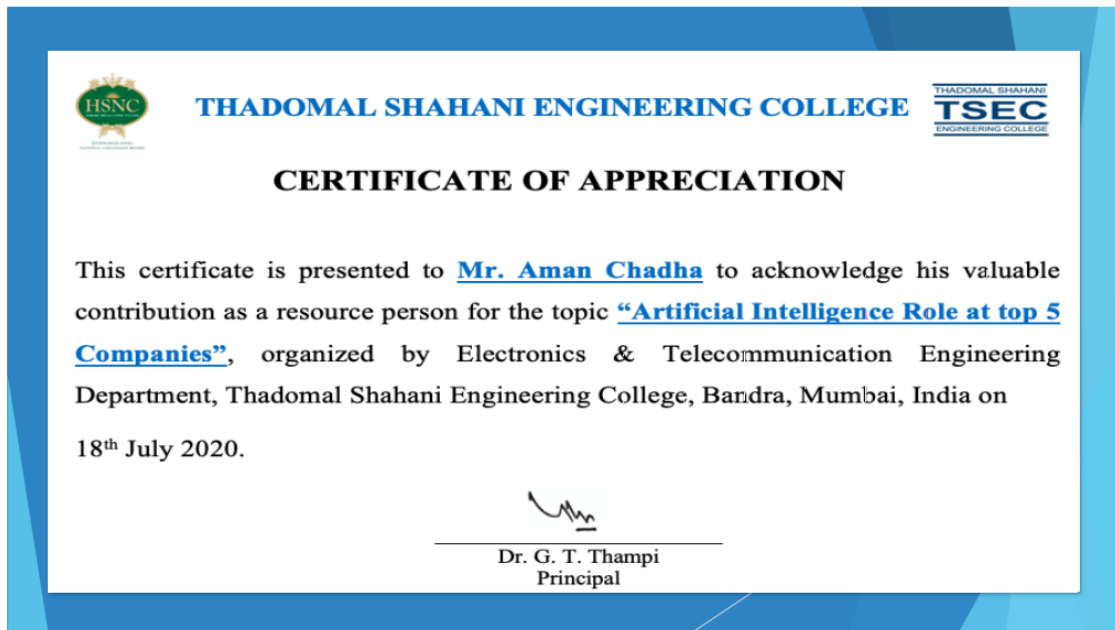 HSNC
THADOMAL SHAHANI ENGINEERING COLLEGE
THADOMAL SHAHANI
TSEC
ENGINEERING COLLEGE
CERTIFICATE OF APPRECIATION
This certificate is presented to Mr. Aman Chadha to acknowledge his valuable
contribution as a resource person for the topic “Artificial Intelligence Role at top 5
Companies”, organized by Electronics & Telecommunication Engineering
Department, Thadomal Shahani Engineering College, Bandra, Mumbai, India on
18th July 2020.
Dr. G. T. Thampi
Principal